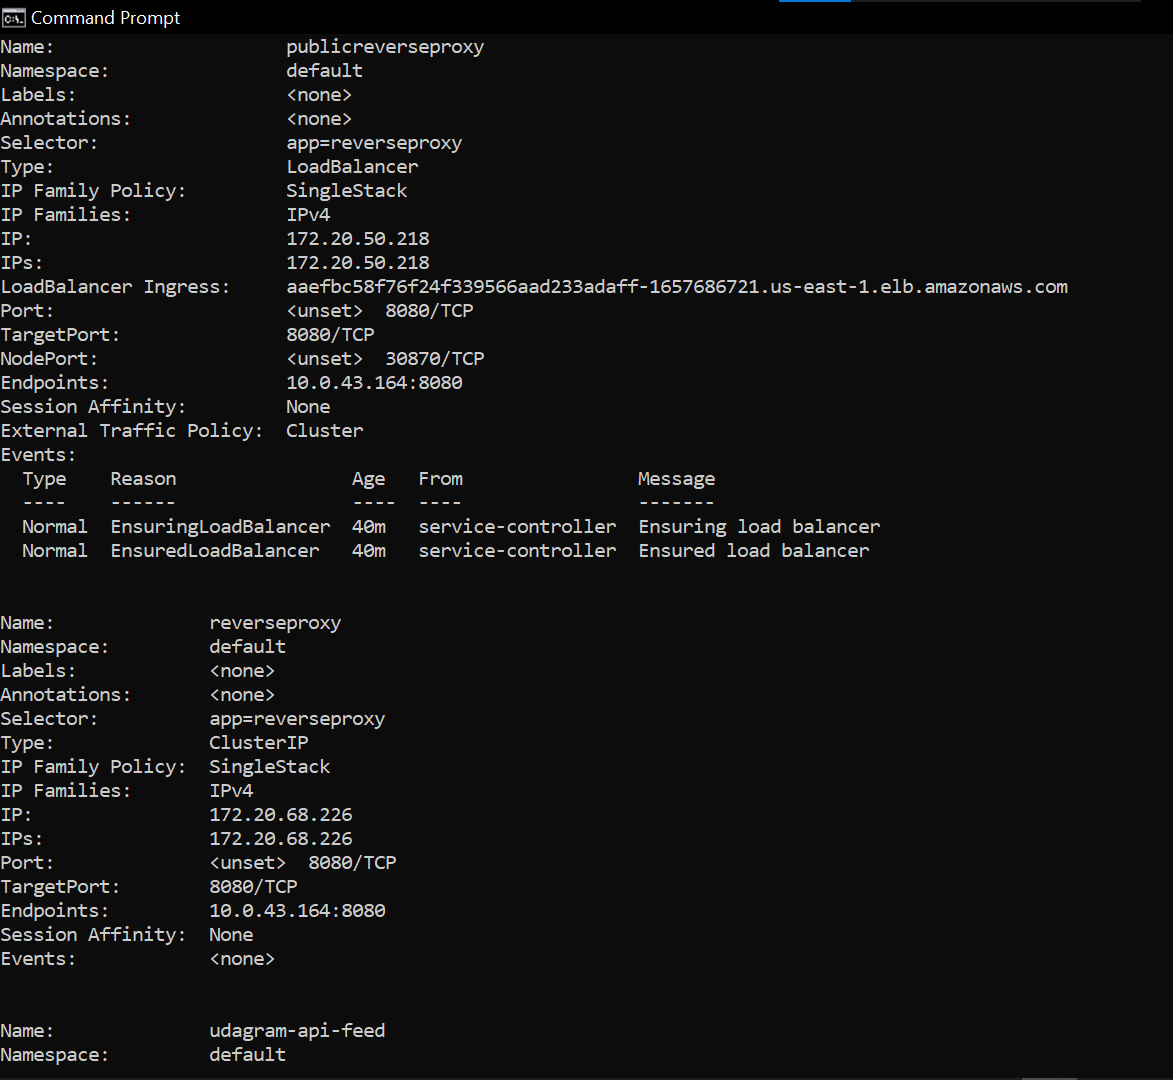 Command Prompt
Name:                     publicreverseproxy
Namespace:                default
Labels:                   <none>
Annotations:              <none>
Selector:                 app=reverseproxy
Type:                     LoadBalancer
IP Family Policy:         SingleStack
IP Families:              IPv4
IP:                       172.20.50.218
IPs:                      172.20.50.218
LoadBalancer Ingress:     aaefbc58f76f24f339566aad233adaff-1657686721.us-east-1.elb.amazonaws.com
Port:                     <unset>  8080/TCP
TargetPort:               8080/TCP
NodePort:                 <unset>  30870/TCP
Endpoints:                10.0.43.164:8080
Session Affinity:         None
External Traffic Policy:  Cluster
Events:
  Type    Reason                Age   From                Message
  ----    ------                ----  ----                -------
  Normal  EnsuringLoadBalancer  40m   service-controller  Ensuring load balancer
  Normal  EnsuredLoadBalancer   40m   service-controller  Ensured load balancer
Name:              reverseproxy
Namespace:         default
Labels:            <none>
Annotations:       <none>
Selector:          app=reverseproxy
Type:              ClusterIP
IP Family Policy:  SingleStack
IP Families:       IPv4
IP:                172.20.68.226
IPs:               172.20.68.226
Port:              <unset>  8080/TCP
TargetPort:        8080/TCP
Endpoints:         10.0.43.164:8080
Session Affinity:  None
Events:            <none>
Name:              udagram-api-feed
Namespace:         default